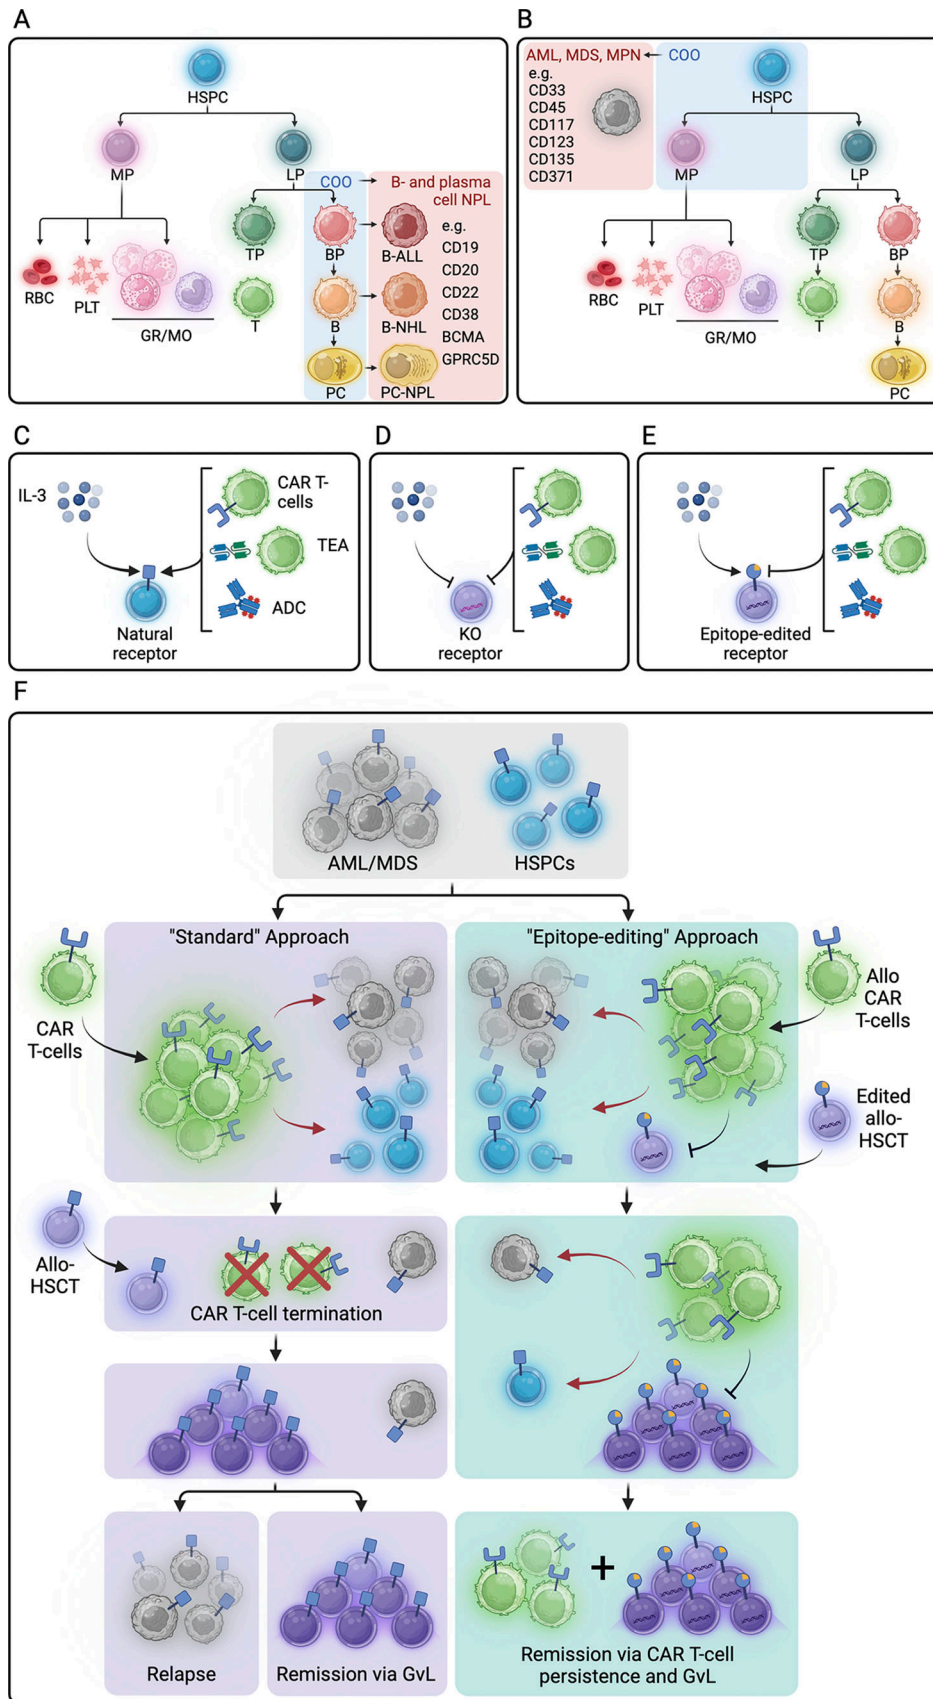 A
HSPC
MP
LP
COO
B- and plasma
cell NPL
TP
BP
B-ALL
e.g.
CD19
CD20
CD22
CD38
BCMA
GPRC5D
RBC
PLT
GR/MO
T
B
B-NHL
PC
PC-NPL
B
AML, MDS, MPN
COO
e.g.
CD33
CD45
CD117
CD123
CD135
CD371
HSPC
MP
LP
TP
BP
RBC
PLT
GR/MO
T
B
PC
C
IL-3
CAR T-
cells
TEA
ADC
Natural
receptor
D
KO
receptor
E
Epitope-edited
receptor
F
AML/MDS
HSPCs
"Standard" Approach
"Epitope-editing" Approach
CAR
T-cells
Allo
CAR
T-cells
Edited
allo-
HSCT
Allo-
HSCT
CAR T-cell termination
Relapse
Remission via GvL
+
Remission via CAR T-cell
persistence and GvL